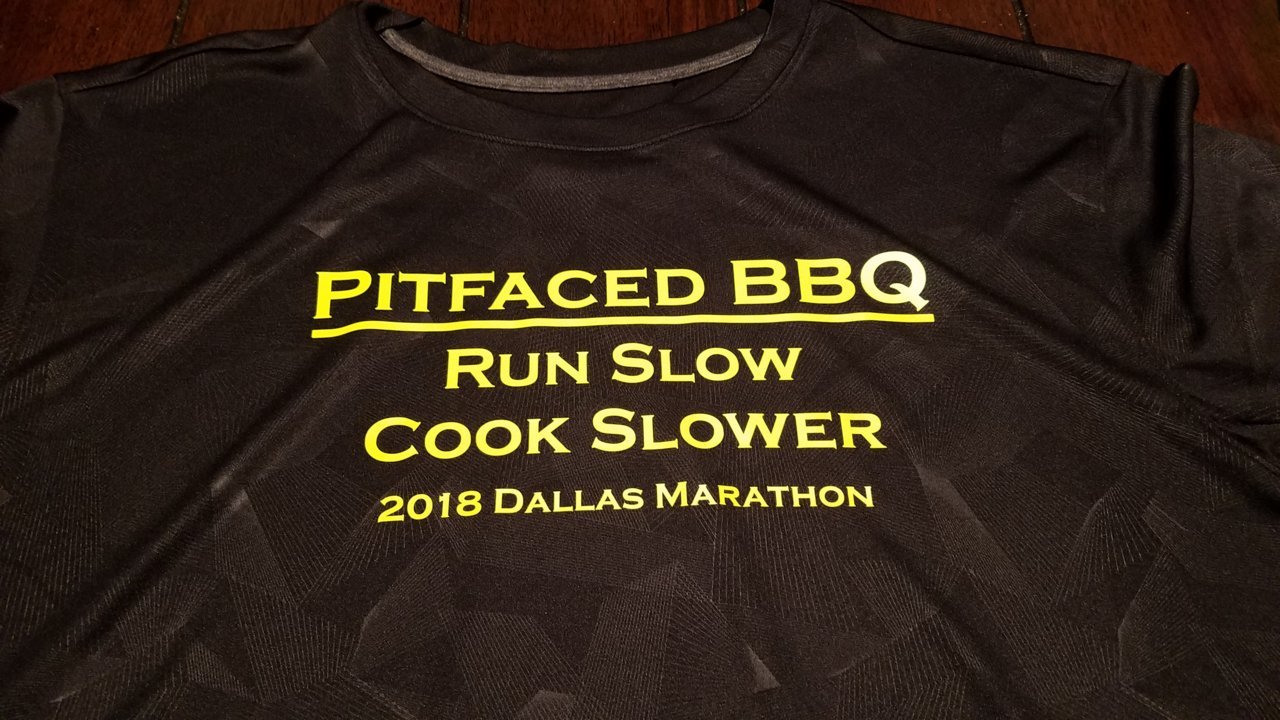 PITFACED BBQ
RUN SLOW
COOK SLOWER
2018 DALLAS MARATHON